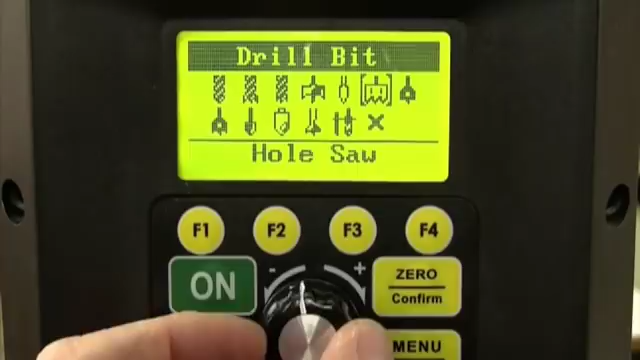 Drill Bit
Hole Saw
F1 F2 F3 F4
ON
- +
ZERO
Confirm
MENU